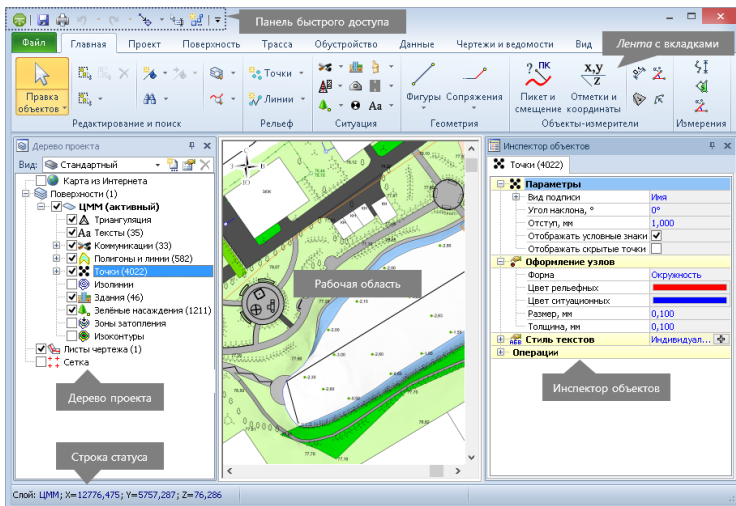 Панель быстрого доступа
Файл Главная Проект Поверхность Трасса Обустройство Данные Чертежи и ведомости Вид
Лента с вкладками
Правка объектов
Точки
Линии
Аа
Фигуры Сопряжения
?ПК
Пикет и смещение
x,y
z
Отметки и координаты
Редактирование и поиск Рельеф Ситуация Геометрия Объекты-измерители Измерения
Дерево проекта
Вид: Стандартный
Карта из Интернета
Поверхности (1)
ЦММ (активный)
Триангуляция
Тексты (35)
Коммуникации (33)
Полигоны и линии (582)
Точки (4022)
Изолинии
Здания (46)
Зелёные насаждения (1211)
Зоны затопления
Изоконтуры
Листы чертежа (1)
Сетка
Дерево проекта
Строка статуса
Рабочая область
Инспектор объектов
Точки (4022)
Параметры
Вид подписи Имя
Угол наклона, ° 0°
Отступ, мм 1,000
Отображать условные знаки
Отображать скрытые точки
Оформление узлов
Форма Окружность
Цвет рельефных
Цвет ситуационных
Размер, мм 0,100
Толщина, мм 0,100
Стиль текстов Индивидуал...
Операции
Инспектор объектов
Слой: ЦММ; X=12776,475; Y=5757,287; Z=76,286